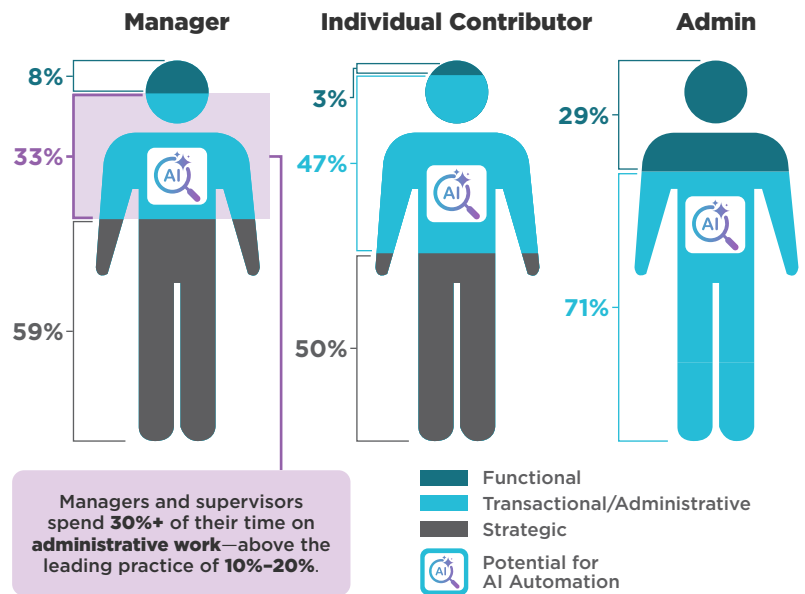 Manager
Individual Contributor
Admin
8%
33%
59%
3%
47%
50%
29%
71%
AI
AI
AI
Managers and supervisors
spend 30%+ of their time on
administrative work—above the
leading practice of 10%–20%.
Functional
Transactional/Administrative
Strategic
AI
Potential for
AI Automation